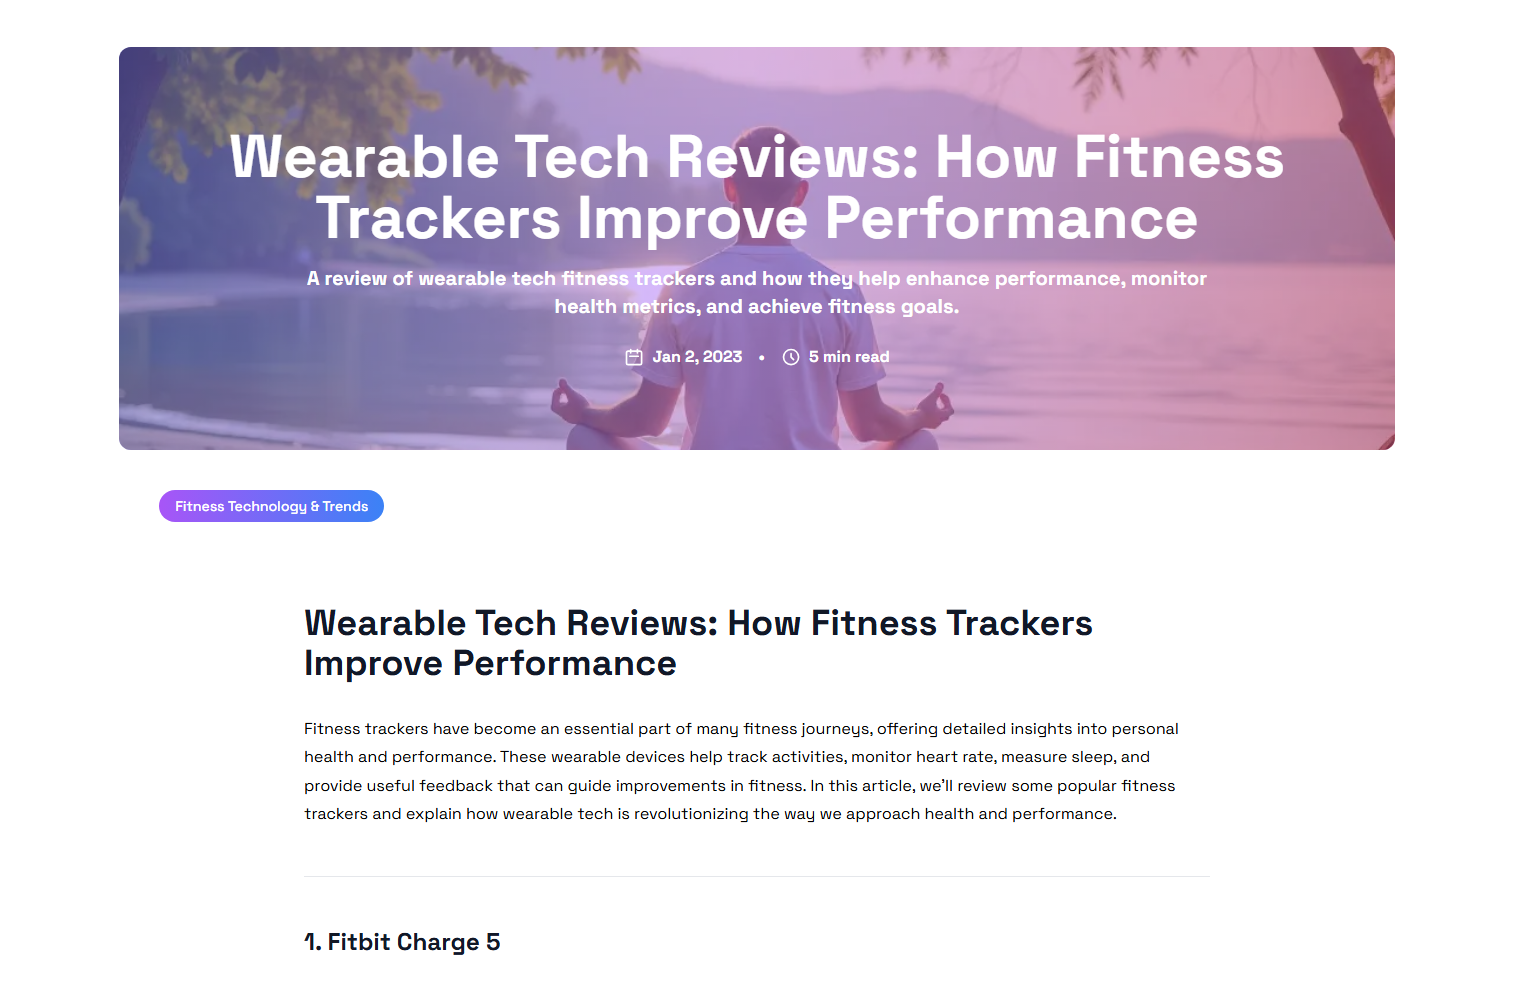 Wearable Tech Reviews: How Fitness
Trackers Improve Performance
A review of wearable tech fitness trackers and how they help enhance performance, monitor
health metrics, and achieve fitness goals.
Jan 2, 2023 • 5 min read
Fitness Technology & Trends
Wearable Tech Reviews: How Fitness Trackers
Improve Performance
Fitness trackers have become an essential part of many fitness journeys, offering detailed insights into personal
health and performance. These wearable devices help track activities, monitor heart rate, measure sleep, and
provide useful feedback that can guide improvements in fitness. In this article, we’ll review some popular fitness
trackers and explain how wearable tech is revolutionizing the way we approach health and performance.
1. Fitbit Charge 5